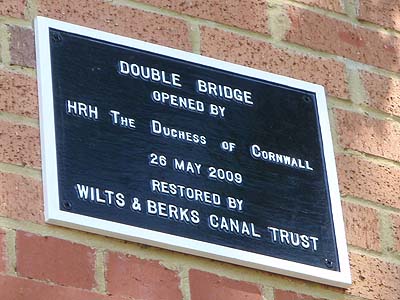 DOUBLE BRIDGE
OPENED BY
HRH THE DUCHESS OF CORNWALL
26 MAY 2009
RESTORED BY
WILTS & BERKS CANAL TRUST